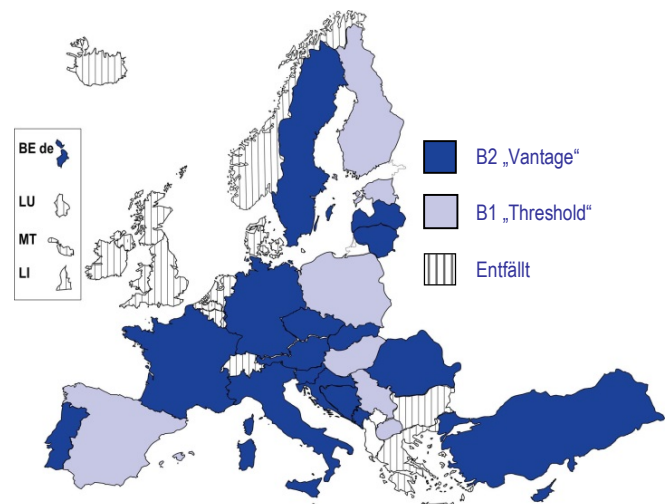 BE de
LU
MT
LI
B2 „Vantage“
B1 „Threshold“
Entfällt